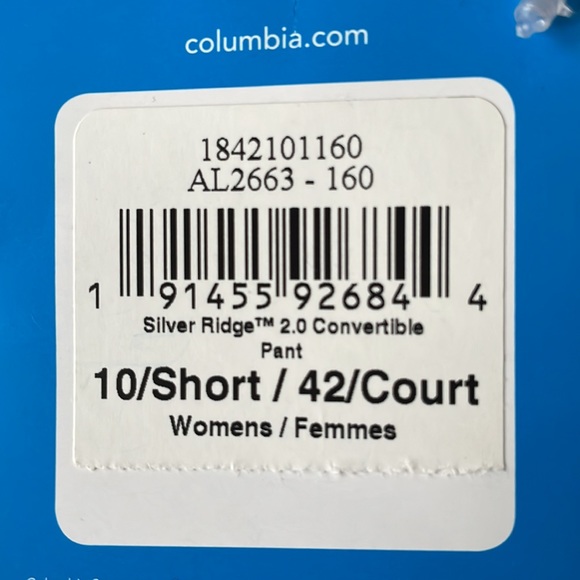 columbia.com
1842101160
AL2663 - 160
1 91455 92684 4
Silver Ridge™ 2.0 Convertible
Pant
10/Short / 42/Court
Womens / Femmes